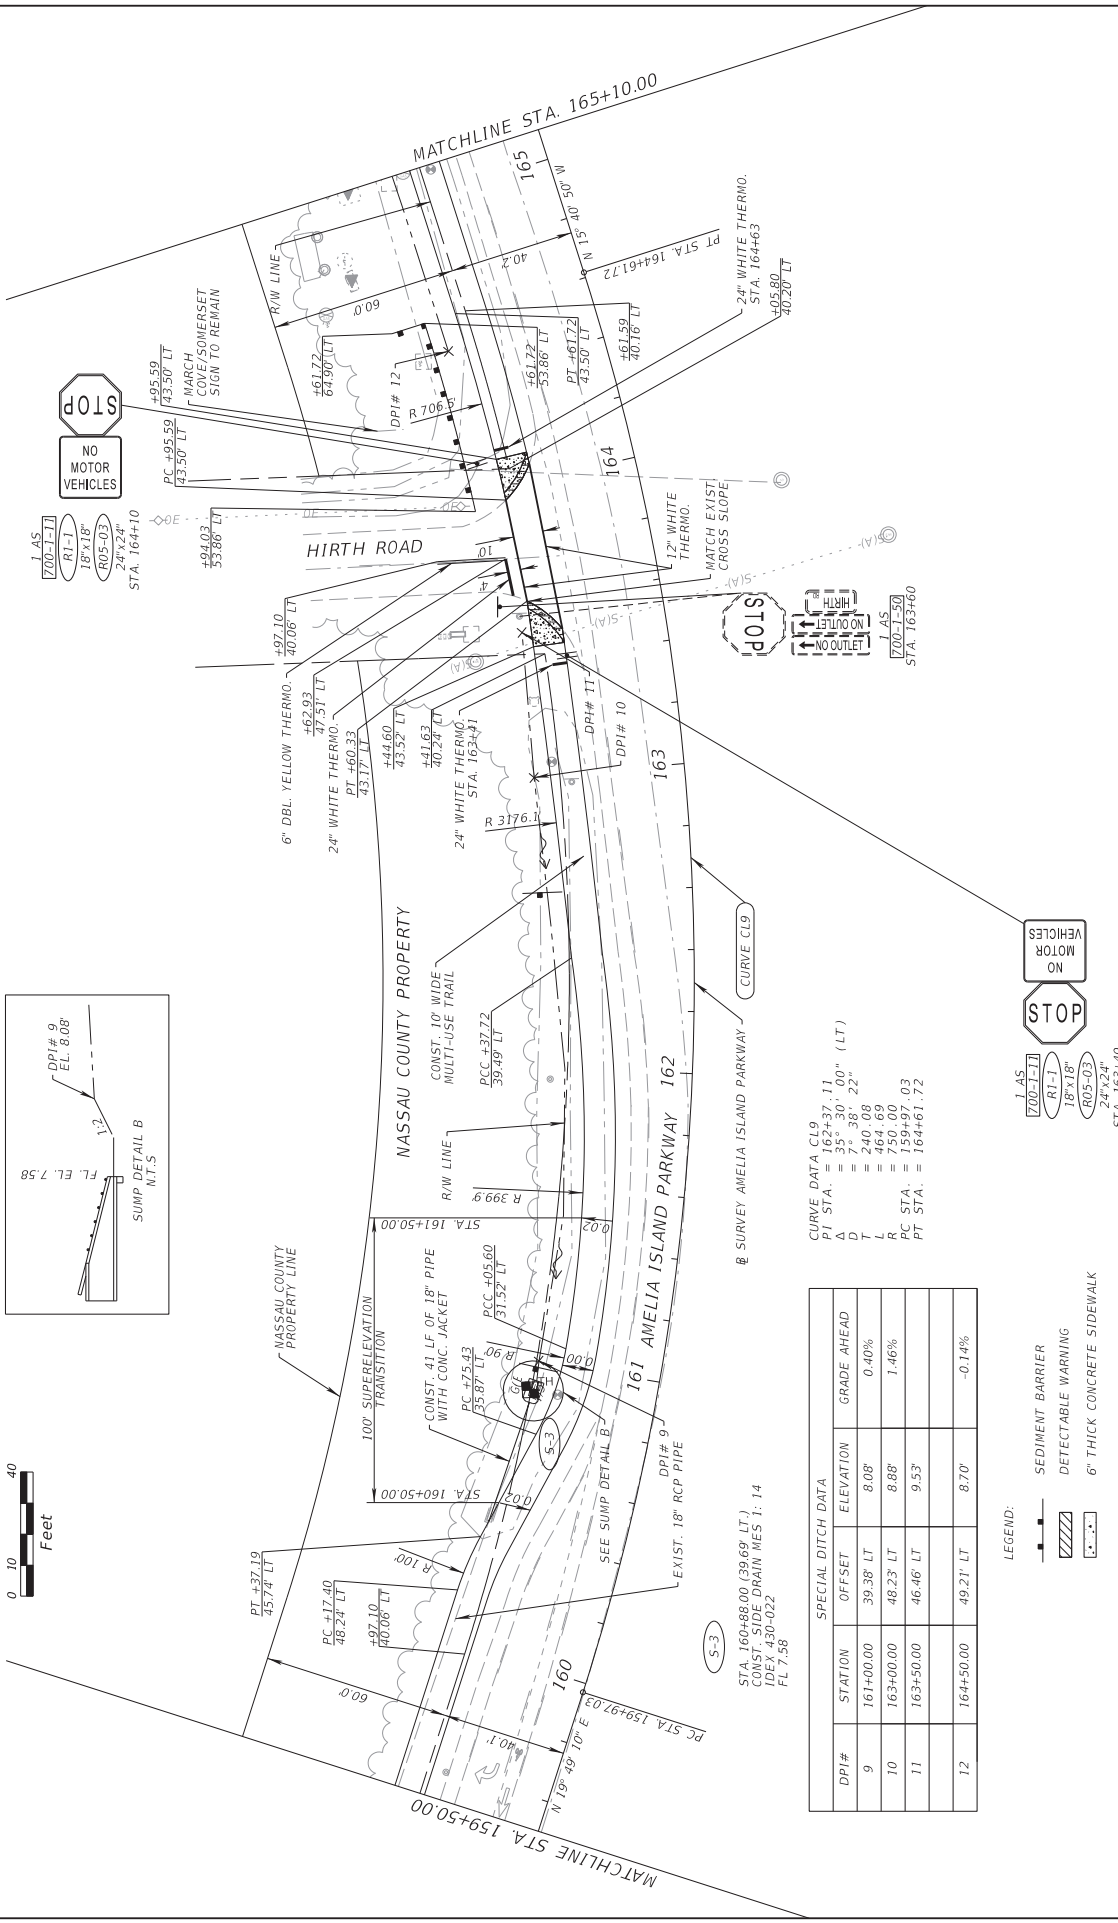 0 10 40
Feet
DPI# 9
EL. 8.08'
2:1
FL. EL. 7.58
SUMP DETAIL B
N.T.S
MATCHLINE STA. 159+50.00
MATCHLINE STA. 165+10.00
NASSAU COUNTY
PROPERTY LINE
NASSAU COUNTY PROPERTY
100' SUPERELEVATION
TRANSITION
STA. 160+50.00
STA. 161+50.00
PT +37.19
45.74' LT
PC +17.40
48.24' LT
+97.10
40.06' LT
R 100'
60.0'
40.1'
N 19° 49' 10" E
PC STA. 159+97.03
CONST. 41 LF OF 18" PIPE
WITH CONC. JACKET
PC +75.43
35.87' LT
PCC +05.60
31.52' LT
R 90'
0.02
0.00
0.02
R 399.9'
S-3
SEE SUMP DETAIL B
DPI# 9
EXIST. 18" RCP PIPE
R/W LINE
CONST. 10' WIDE
MULTI-USE TRAIL
PCC +37.72
39.49' LT
R 3176.1'
160
161
162
163
164
165
AMELIA ISLAND PARKWAY
6" DBL. YELLOW THERMO.
+97.10
40.06' LT
+62.93
47.51' LT
24" WHITE THERMO.
PT +60.33
43.17' LT
+44.60
43.52' LT
+41.63
40.24' LT
24" WHITE THERMO.
STA. 163+41
DPI# 11
DPI# 10
HIRTH ROAD
10'
4'
12" WHITE
THERMO.
MATCH EXIST.
CROSS SLOPE
OE
OE
OE
S(A)
S(A)
S(A)
S(A)
1 AS
700-1-11
R1-1
18"x18"
R05-03
24"x24"
STA. 164+10
NO
MOTOR
VEHICLES
STOP
PC +95.59
43.50' LT
+95.59
43.50' LT
MARCH
COVE/SOMERSET
SIGN TO REMAIN
+94.03
53.86' LT
R/W LINE
60.0'
40.2'
+61.72
64.90' LT
DPI# 12
R 706.5'
+61.72
53.86' LT
PT +61.72
43.50' LT
+61.59
40.16' LT
N 15° 40' 50" W
PT STA. 164+61.72
24" WHITE THERMO.
STA. 164+63
+05.80
40.20' LT
STOP
NO OUTLET
NO OUTLET
HIRTH
1 AS
700-1-50
STA. 163+60
STOP
NO
MOTOR
VEHICLES
1 AS
700-1-11
R1-1
18"x18"
R05-03
24"x24"
STA. 163+40
CURVE CL9
B SURVEY AMELIA ISLAND PARKWAY
CURVE DATA CL9
PI STA. = 162+37.11
Δ = 35° 30' 00" (LT)
D = 7° 38' 22"
T = 240.08
L = 464.69
R = 750.00
PC STA. = 159+97.03
PT STA. = 164+61.72
S-3
STA. 160+88.00 (39.69' LT.)
CONST. SIDE DRAIN MES 1: 14
IDEX 430-022
FL 7.58
SPECIAL DITCH DATA
DPI# STATION OFFSET ELEVATION GRADE AHEAD
9 161+00.00 39.38' LT 8.08' 0.40%
10 163+00.00 48.23' LT 8.88' 1.46%
11 163+50.00 46.46' LT 9.53'
12 164+50.00 49.21' LT 8.70' -0.14%
LEGEND:
SEDIMENT BARRIER
DETECTABLE WARNING
6" THICK CONCRETE SIDEWALK